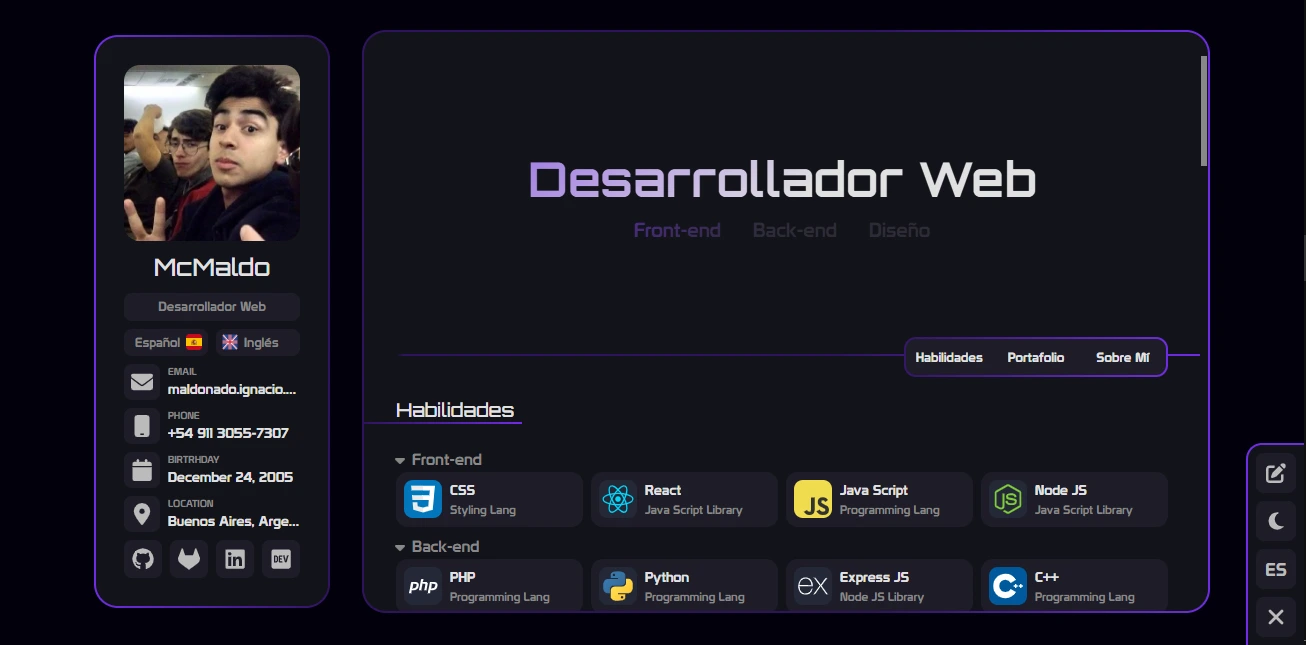 McMaldo
Desarrollador Web
Español Inglés
EMAIL
maldonado.ignacio....
PHONE
+54 911 3055-7307
BIRTRHDAY
December 24, 2005
LOCATION
Buenos Aires, Arge...
DEV
Desarrollador Web
Front-end Back-end Diseño
Habilidades Portafolio Sobre Mí
Habilidades
Front-end
CSS
Styling Lang
React
Java Script Library
JS
Java Script
Programming Lang
JS
Node JS
Java Script Library
Back-end
php
PHP
Programming Lang
Python
Programming Lang
ex
Express JS
Node JS Library
C++
C++
Programming Lang
ES